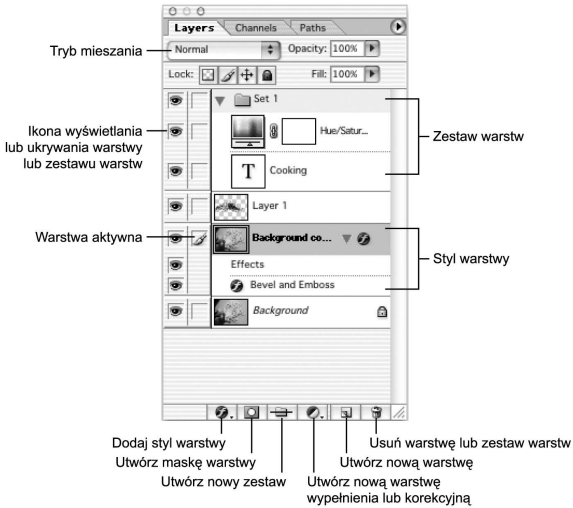 Layers Channels Paths
Tryb mieszania
Normal Opacity: 100%
Lock: Fill: 100%
Set 1
Ikona wyświetlania
lub ukrywania warstwy
lub zestawu warstw
Hue/Satur...
Zestaw warstw
T Cooking
Layer 1
Warstwa aktywna
Background co...
Effects
Styl warstwy
Bevel and Emboss
Background
Dodaj styl warstwy
Usuń warstwę lub zestaw warstw
Utwórz maskę warstwy
Utwórz nową warstwę
Utwórz nowy zestaw
Utwórz nową warstwę
wypełnienia lub korekcyjną